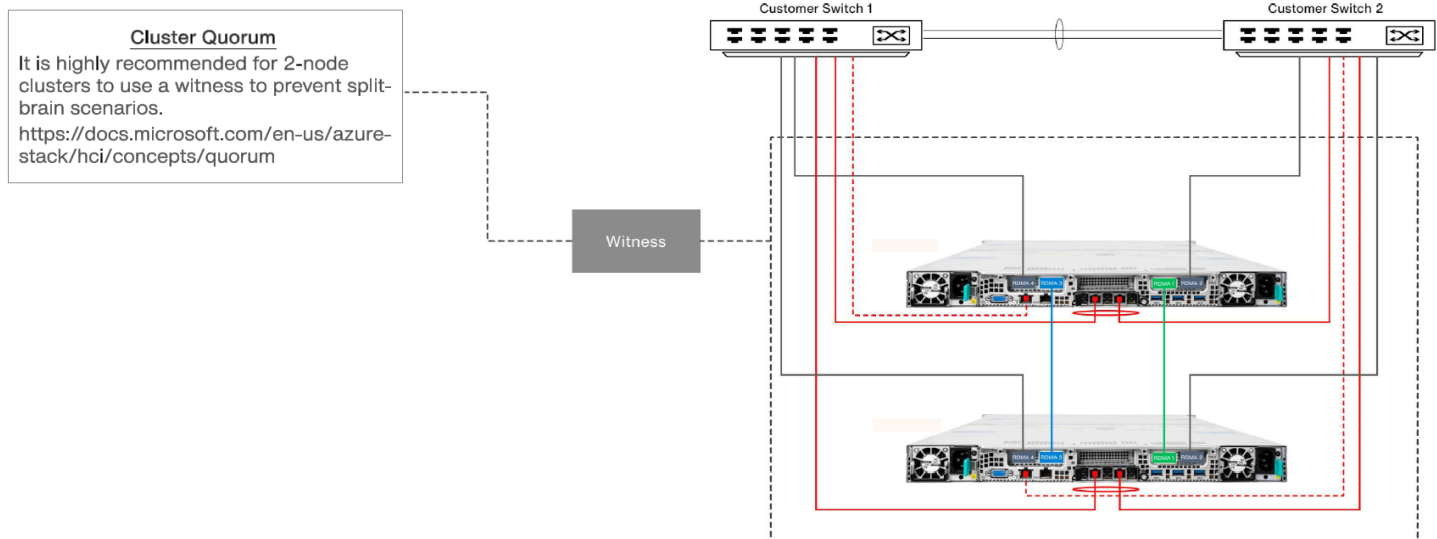 Cluster Quorum
It is highly recommended for 2-node
clusters to use a witness to prevent split-
brain scenarios.
https://docs.microsoft.com/en-us/azure-
stack/hci/concepts/quorum
Customer Switch 1
Customer Switch 2
Witness
RDMA 4 RDMA 3 RDMA 1 RDMA 2
RDMA 4 RDMA 3 RDMA 1 RDMA 2